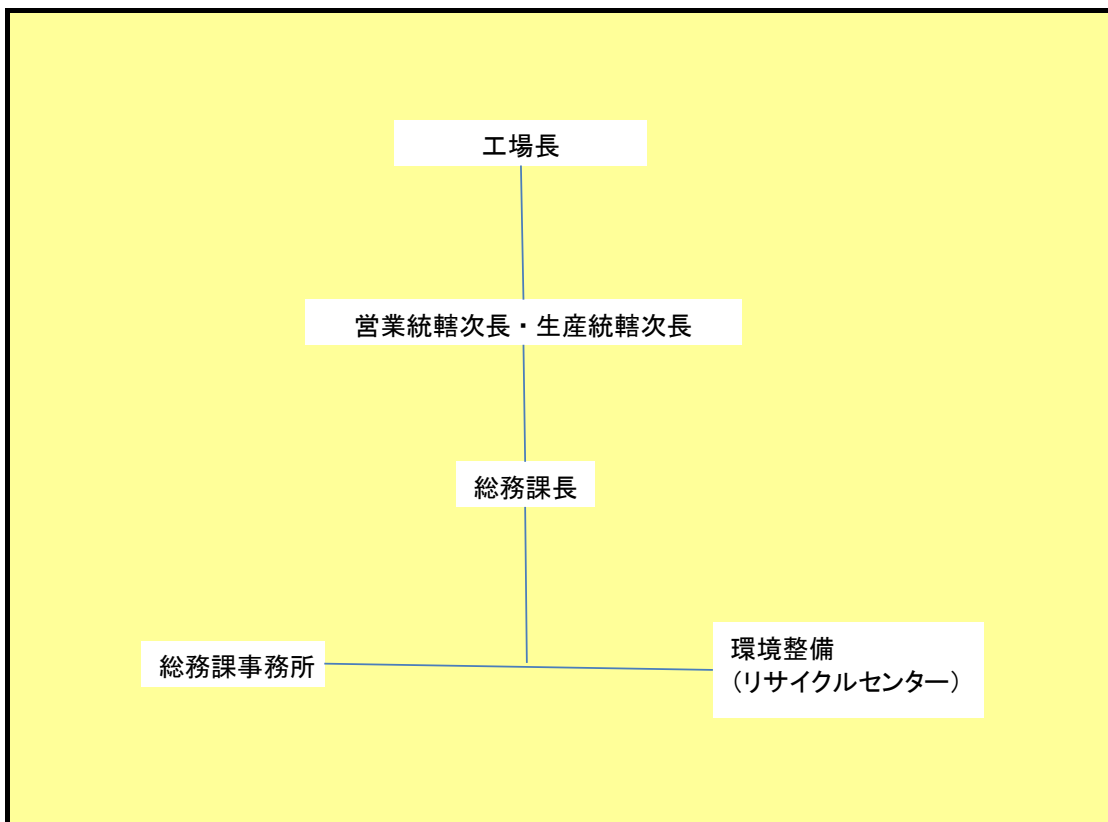 工場長
営業統轄次長・生産統轄次長
総務課長
総務課事務所
環境整備
（リサイクルセンター）